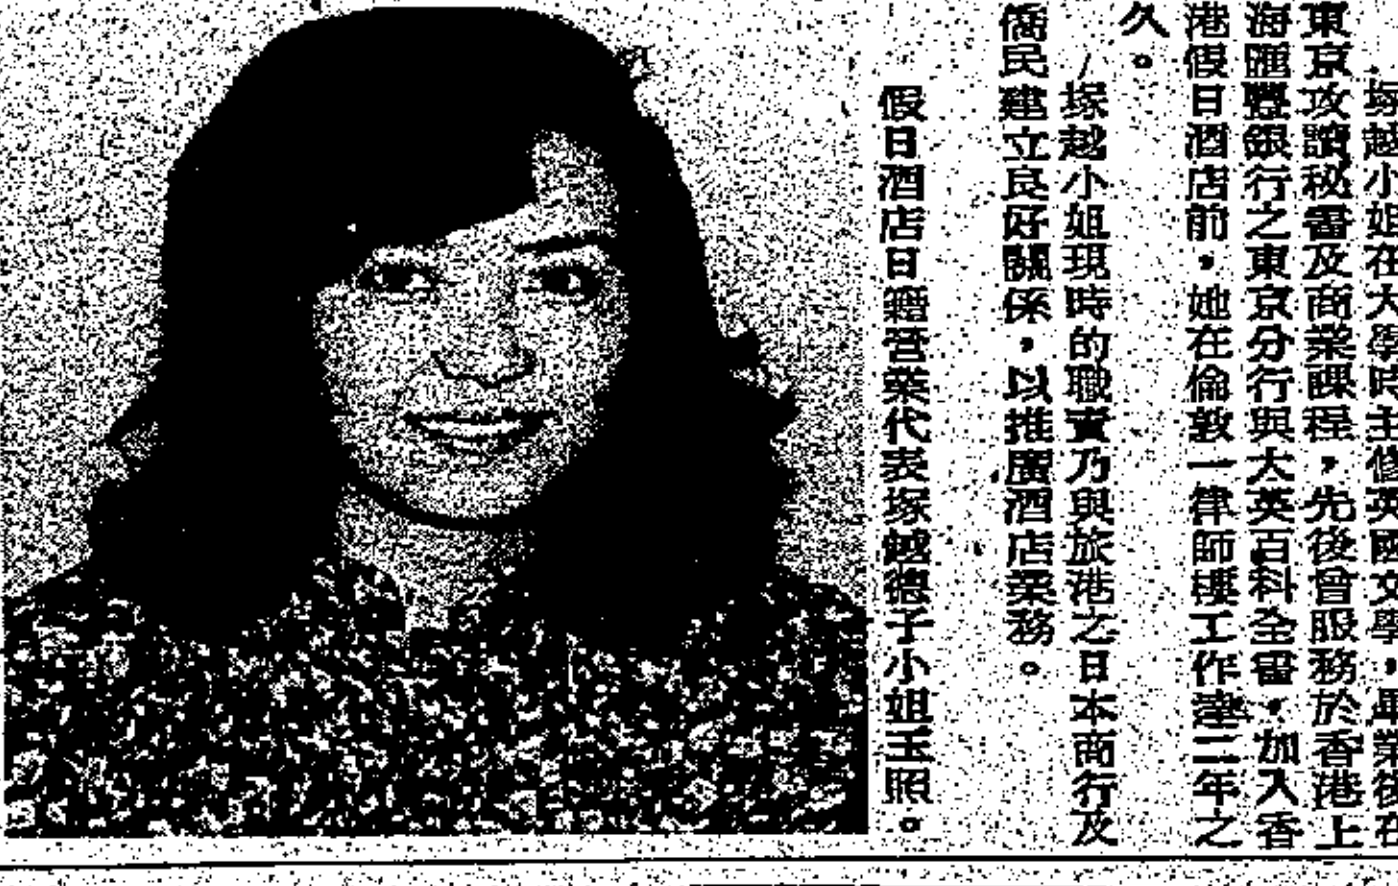 塚越小姐在大學時主修英國文學，畢業後在
東京攻讀秘書及商業課程，先後曾服務於香港上
海匯豐銀行之東京分行與大英百科全書，加入香
港假日酒店前，她在倫敦一律師樓工作達二年之
久。
塚越小姐現時的職責乃與旅港之日本商行及
僑民建立良好關係，以推廣酒店業務。
假日酒店日籍營業代表塚越德子小姐玉照。